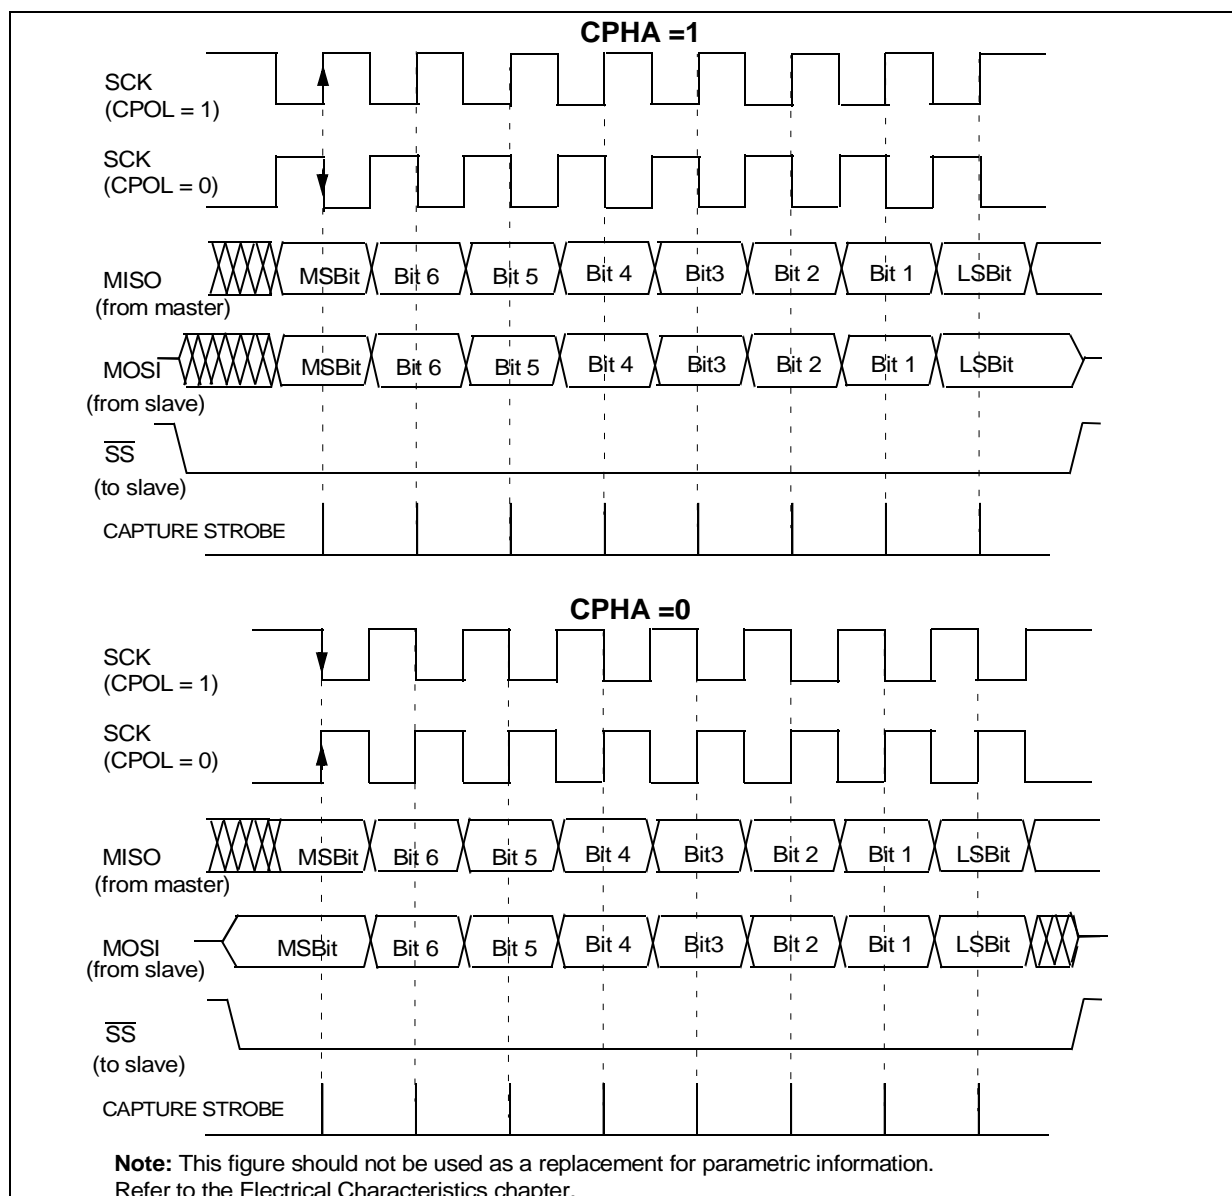 CPHA =1
SCK
(CPOL = 1)
SCK
(CPOL = 0)
MISO
(from master)
MSBit Bit 6 Bit 5 Bit 4 Bit3 Bit 2 Bit 1 LSBit
MOSI
(from slave)
MSBit Bit 6 Bit 5 Bit 4 Bit3 Bit 2 Bit 1 LSBit
SS
(to slave)
CAPTURE STROBE
CPHA =0
SCK
(CPOL = 1)
SCK
(CPOL = 0)
MISO
(from master)
MSBit Bit 6 Bit 5 Bit 4 Bit3 Bit 2 Bit 1 LSBit
MOSI
(from slave)
MSBit Bit 6 Bit 5 Bit 4 Bit3 Bit 2 Bit 1 LSBit
SS
(to slave)
CAPTURE STROBE
Note: This figure should not be used as a replacement for parametric information.
Refer to the Electrical Characteristics chapter.